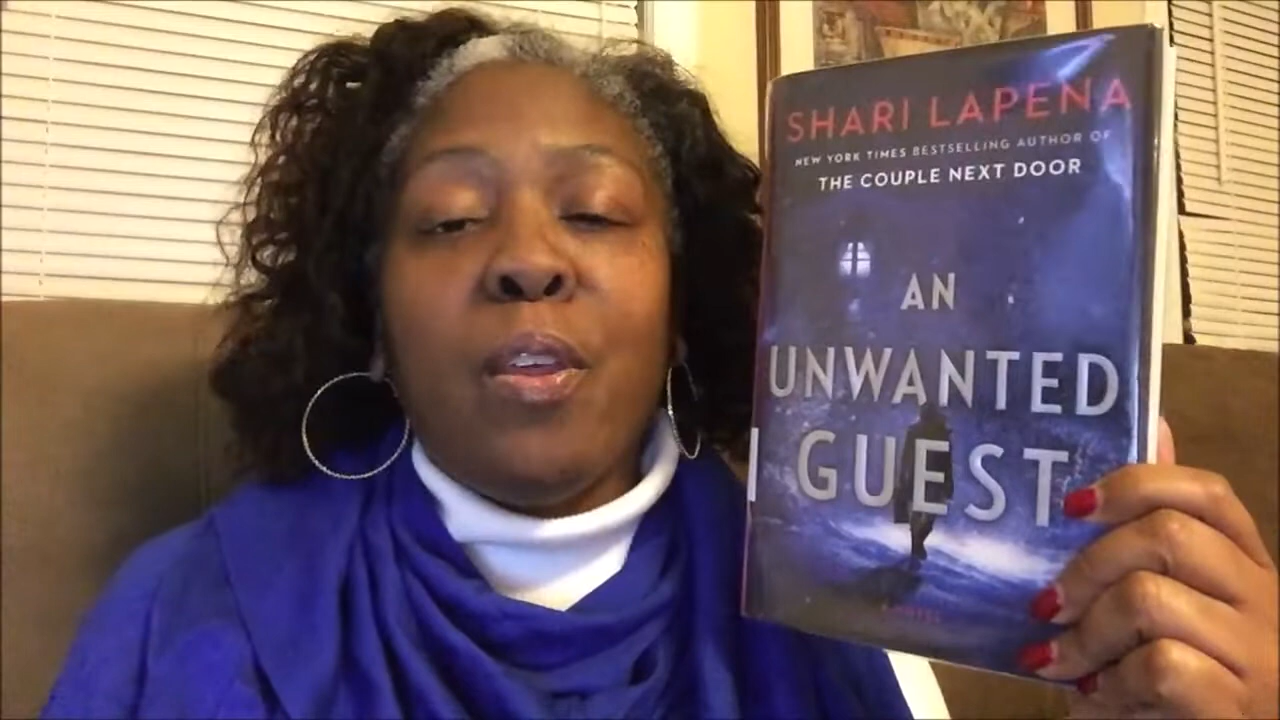 SHARI LAPENA
NEW YORK TIMES BESTSELLING AUTHOR OF
THE COUPLE NEXT DOOR
AN
UNWANTED
GUEST